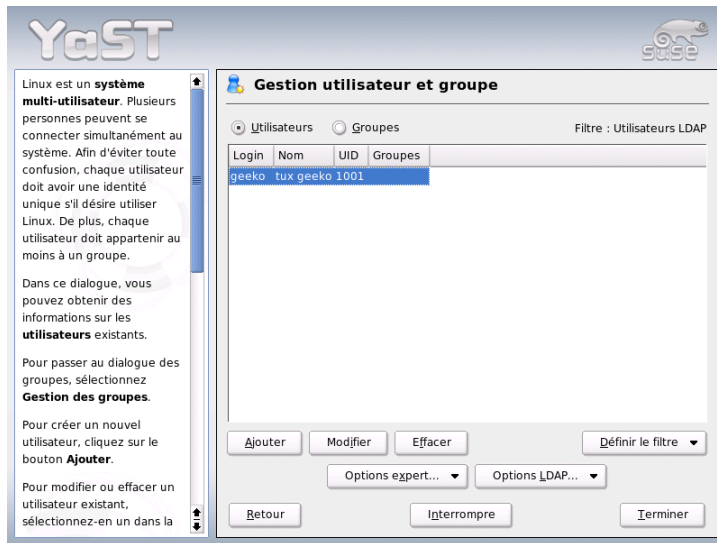 YaST
SUSE
Linux est un système
multi-utilisateur. Plusieurs
personnes peuvent se
connecter simultanément au
système. Afin d'éviter toute
confusion, chaque utilisateur
doit avoir une identité
unique s'il désire utiliser
Linux. De plus, chaque
utilisateur doit appartenir au
moins à un groupe.
Dans ce dialogue, vous
pouvez obtenir des
informations sur les
utilisateurs existants.
Pour passer au dialogue des
groupes, sélectionnez
Gestion des groupes.
Pour créer un nouvel
utilisateur, cliquez sur le
bouton Ajouter.
Pour modifier ou effacer un
utilisateur existant,
sélectionnez-en un dans la
Gestion utilisateur et groupe
Utilisateurs Groupes Filtre : Utilisateurs LDAP
Login Nom UID Groupes
geeko tux geeko 1001
Ajouter Modifier Effacer Définir le filtre
Options expert... Options LDAP...
Retour Interrompre Terminer